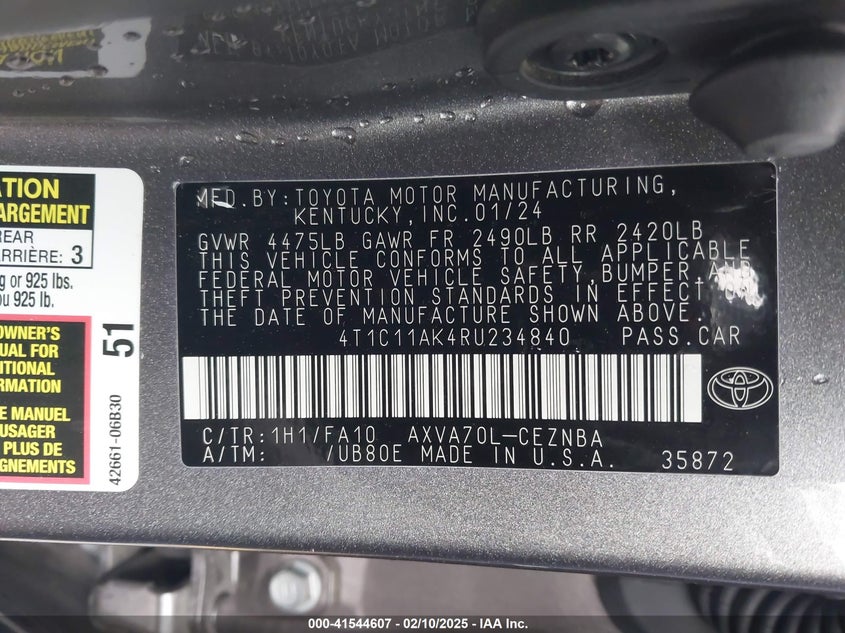 ATION
ARGEMENT
REAR
ARRIÈRE: 3
g or 925 lbs.
ou 925 lb.
OWNER'S
UAL FOR
ITIONAL
RMATION
LE MANUEL
USAGER
PLUS DE
GNEMENTS
51
42661-06B30
MFD.BY:TOYOTA MOTOR MANUFACTURING,
KENTUCKY,INC.01/24
GVWR 4475LB GAWR FR 2490LB RR 2420LB
THIS VEHICLE CONFORMS TO ALL APPLICABLE
FEDERAL MOTOR VEHICLE SAFETY,BUMPER,AND
THEFT PREVENTION STANDARDS IN EFFECT ON
THE DATE OF MANUFACTURE SHOWN ABOVE.
4T1C11AK4RU234840 PASS.CAR
C/TR:1H1/FA10 AXVA70L-CEZNBA
A/TM: /UB80E MADE IN U.S.A. 35872
000-41544607 - 02/10/2025 - IAA Inc.